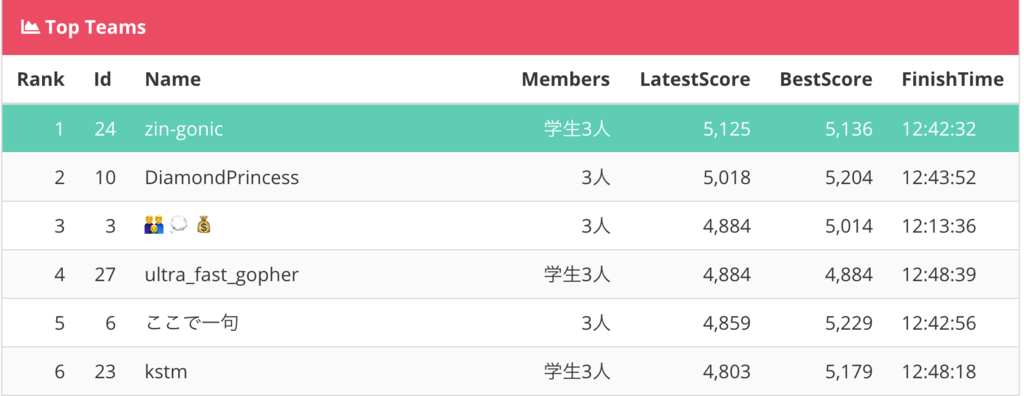 Top Teams
Rank Id Name Members LatestScore BestScore FinishTime
1 24 zin-gonic 学生3人 5,125 5,136 12:42:32
2 10 DiamondPrincess 3人 5,018 5,204 12:43:52
3 3 👨‍👨‍👦 💭 💰 3人 4,884 5,014 12:13:36
4 27 ultra_fast_gopher 学生3人 4,884 4,884 12:48:39
5 6 ここで一句 3人 4,859 5,229 12:42:56
6 23 kstm 学生3人 4,803 5,179 12:48:18